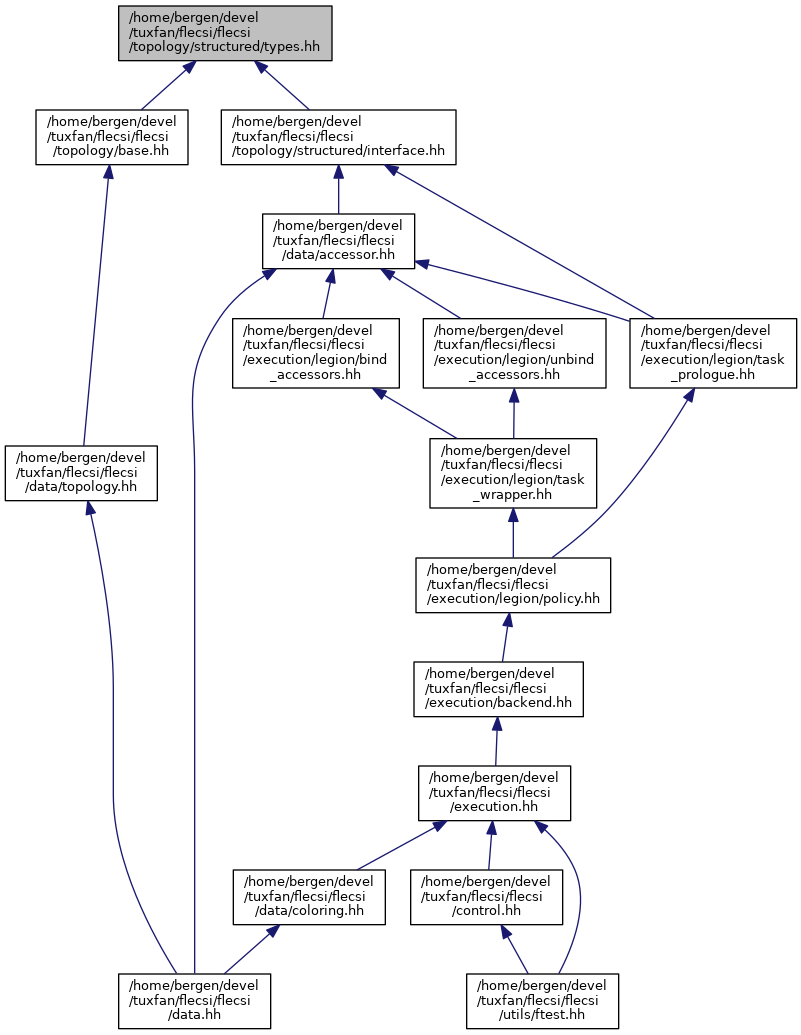 /home/bergen/devel
/tuxfan/flecsi/flecsi
/topology/structured/types.hh
/home/bergen/devel
/tuxfan/flecsi/flecsi
/topology/base.hh
/home/bergen/devel
/tuxfan/flecsi/flecsi
/topology/structured/interface.hh
/home/bergen/devel
/tuxfan/flecsi/flecsi
/data/accessor.hh
/home/bergen/devel
/tuxfan/flecsi/flecsi
/execution/legion/bind
_accessors.hh
/home/bergen/devel
/tuxfan/flecsi/flecsi
/execution/legion/unbind
_accessors.hh
/home/bergen/devel
/tuxfan/flecsi/flecsi
/execution/legion/task
_prologue.hh
/home/bergen/devel
/tuxfan/flecsi/flecsi
/data/topology.hh
/home/bergen/devel
/tuxfan/flecsi/flecsi
/execution/legion/task
_wrapper.hh
/home/bergen/devel
/tuxfan/flecsi/flecsi
/execution/legion/policy.hh
/home/bergen/devel
/tuxfan/flecsi/flecsi
/execution/backend.hh
/home/bergen/devel
/tuxfan/flecsi/flecsi
/execution.hh
/home/bergen/devel
/tuxfan/flecsi/flecsi
/data/coloring.hh
/home/bergen/devel
/tuxfan/flecsi/flecsi
/control.hh
/home/bergen/devel
/tuxfan/flecsi/flecsi
/data.hh
/home/bergen/devel
/tuxfan/flecsi/flecsi
/utils/ftest.hh